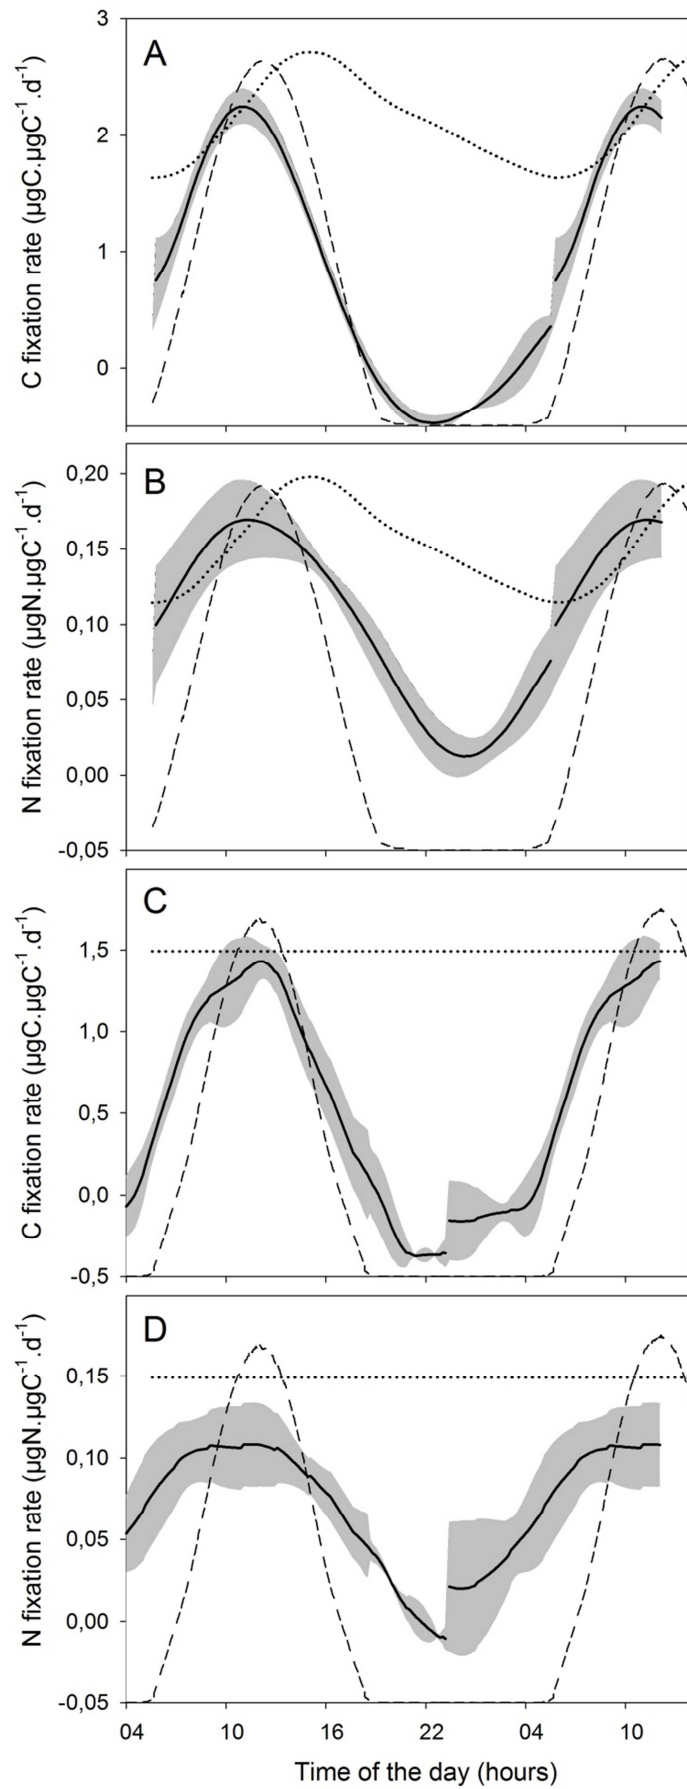 A
3
2
1
0
C fixation rate (µgC.µgC⁻¹.d⁻¹)
B
0,20
0,15
0,10
0,05
0,00
-0,05
N fixation rate (µgN.µgC⁻¹.d⁻¹)
C
1,5
1,0
0,5
0,0
-0,5
C fixation rate (µgC.µgC⁻¹.d⁻¹)
D
0,15
0,10
0,05
0,00
-0,05
N fixation rate (µgN.µgC⁻¹.d⁻¹)
04 10 16 22 04 10
Time of the day (hours)